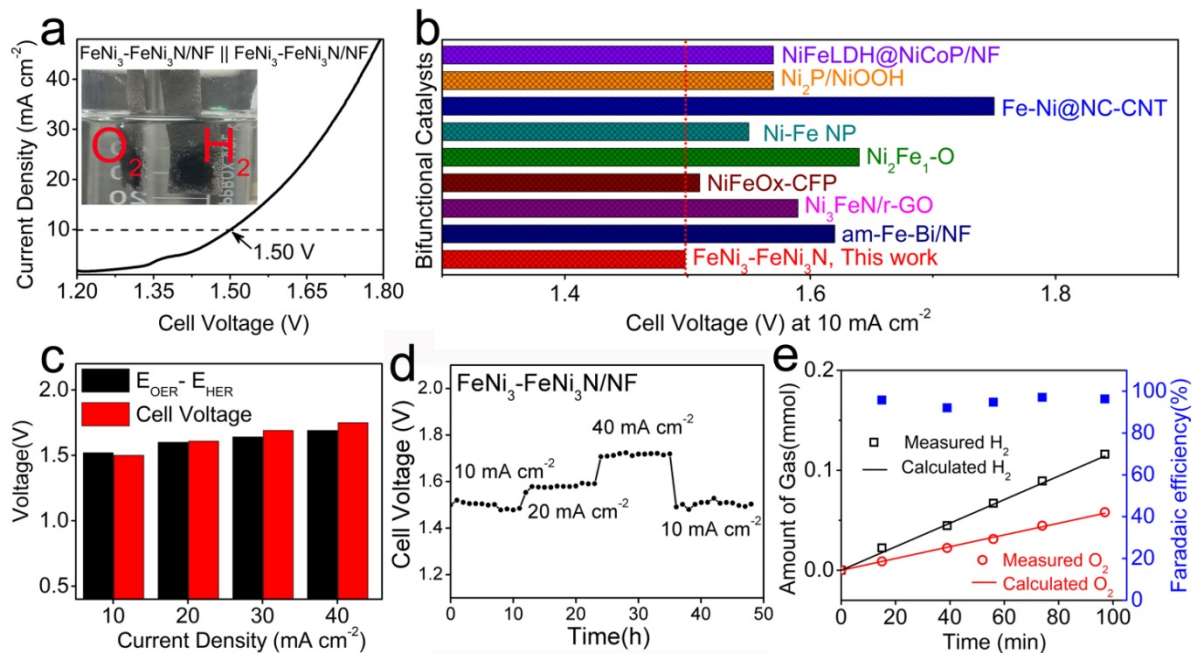 a
FeNi₃-FeNi₃N/NF || FeNi₃-FeNi₃N/NF
Current Density (mA cm⁻²)
40
30
20
10
0
O₂
H₂
1.50 V
1.20
1.35
1.50
1.65
1.80
Cell Voltage (V)
b
Bifunctional Catalysts
NiFeLDH@NiCoP/NF
Ni₂P/NiOOH
Fe-Ni@NC-CNT
Ni-Fe NP
Ni₂Fe₁-O
NiFeOx-CFP
Ni₃FeN/r-GO
am-Fe-Bi/NF
FeNi₃-FeNi₃N, This work
1.4
1.6
1.8
Cell Voltage (V) at 10 mA cm⁻²
c
Voltage(V)
2.5
2.0
1.5
1.0
0.5
E_OER- E_HER
Cell Voltage
10
20
30
40
Current Density (mA cm⁻²)
d
Cell Voltage (V)
2.0
1.8
1.6
1.4
1.2
FeNi₃-FeNi₃N/NF
40 mA cm⁻²
10 mA cm⁻²
20 mA cm⁻²
10 mA cm⁻²
0
10
20
30
40
50
Time(h)
e
Amount of Gas(mmol)
0.2
0.1
0.0
Measured H₂
Calculated H₂
Measured O₂
Calculated O₂
0
20
40
60
80
100
Time (min)
100
80
60
40
20
0
Faradaic efficiency(%)